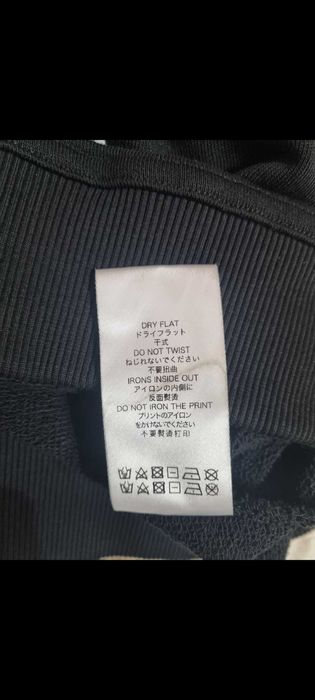 DRY FLAT
ドライフラット
干式
DO NOT TWIST
ねじれないでください
不要扭曲
IRONS INSIDE OUT
アイロンの内側に
反面熨烫
DO NOT IRON THE PRINT
プリントのアイロン
をかけないでください
不要熨烫打印